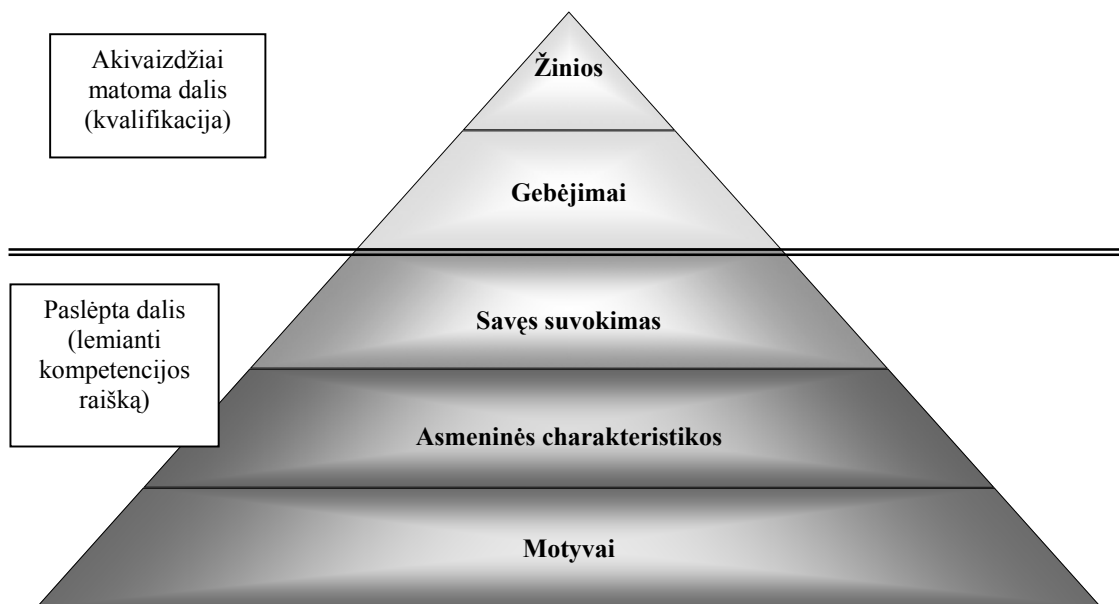 Akivaizdžiai
matoma dalis
(kvalifikacija)
Žinios
Gebėjimai
Paslėpta dalis
(lemianti
kompetencijos
raišką)
Savęs suvokimas
Asmeninės charakteristikos
Motyvai